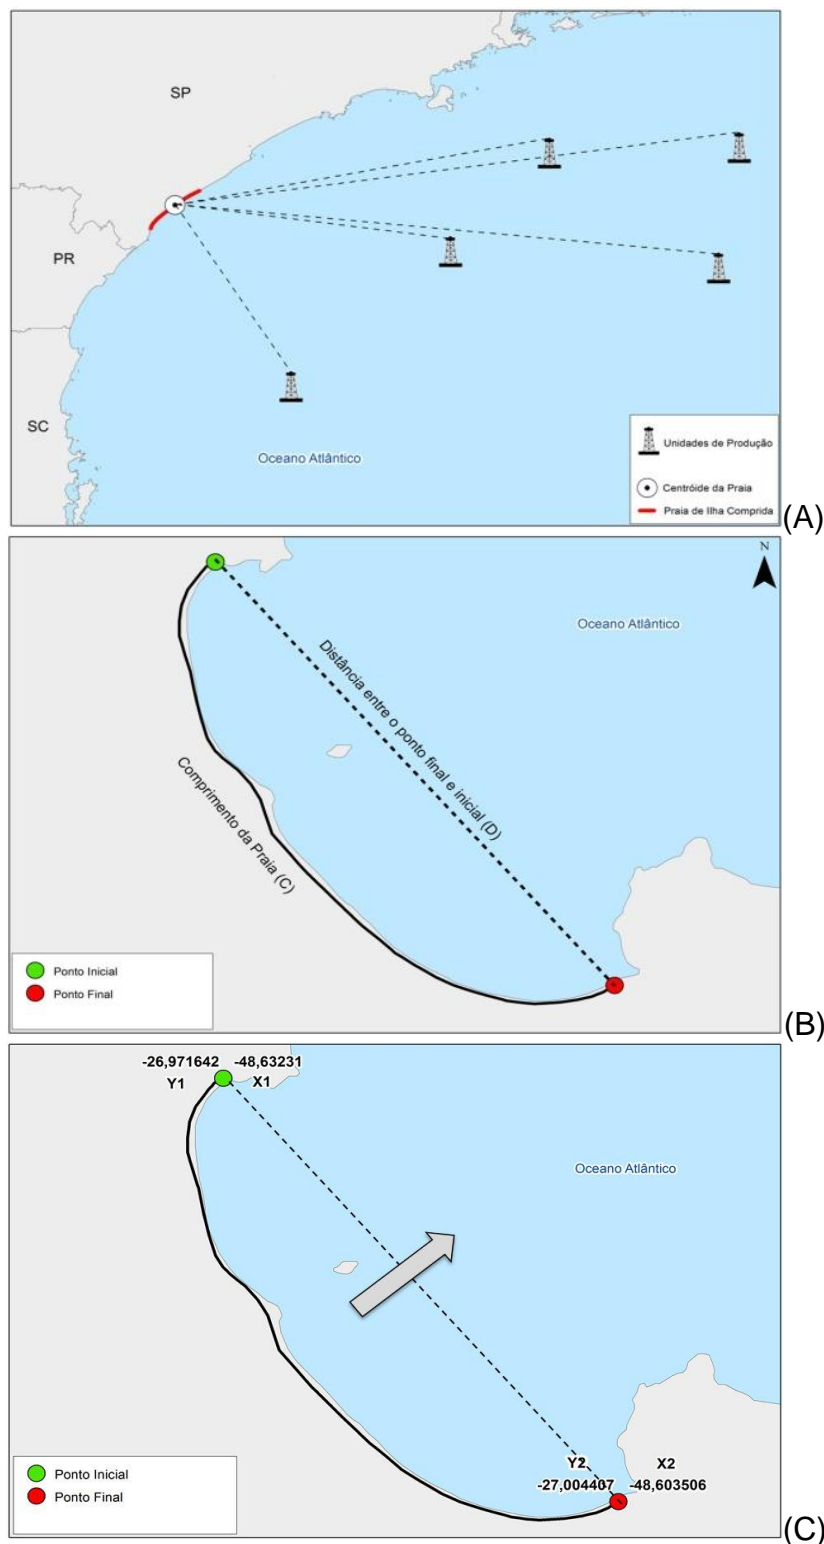 SP
PR
SC
Oceano Atlântico
Unidades de Produção
Centróide da Praia
Praia de Ilha Comprida
(A)
N
Oceano Atlântico
Distância entre o ponto final e inicial (D)
Comprimento da Praia (C)
Ponto Inicial
Ponto Final
(B)
-26,971642 -48,63231
Y1 X1
Oceano Atlântico
Y2 X2
-27,004407 -48,603506
Ponto Inicial
Ponto Final
(C)